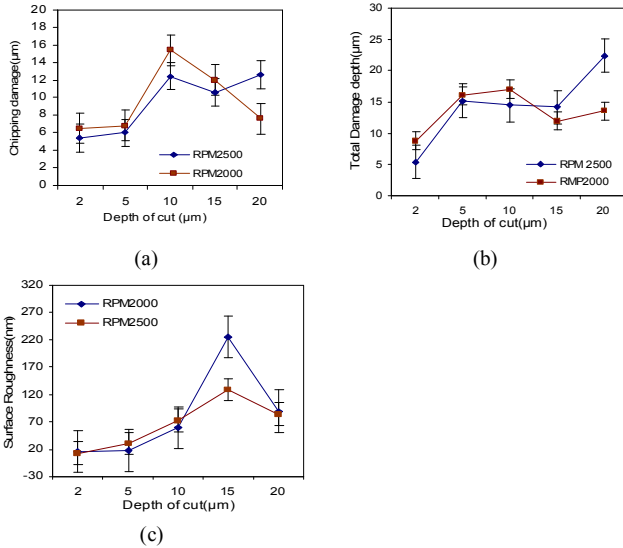 Chipping damage(µm)
18
16
14
12
10
8
6
4
2
0
RPM2500
RPM2000
2 5 10 15 20
Depth of cut (µm)
(a)
Total Damage depth(µm)
30
25
20
15
10
5
0
RPM 2500
RMP2000
2 5 10 15 20
Depth of cut(µm)
(b)
Surface Roughness(nm)
320
270
220
170
120
70
20
-30
RPM2000
RPM2500
2 5 10 15 20
Depth of cut(µm)
(c)